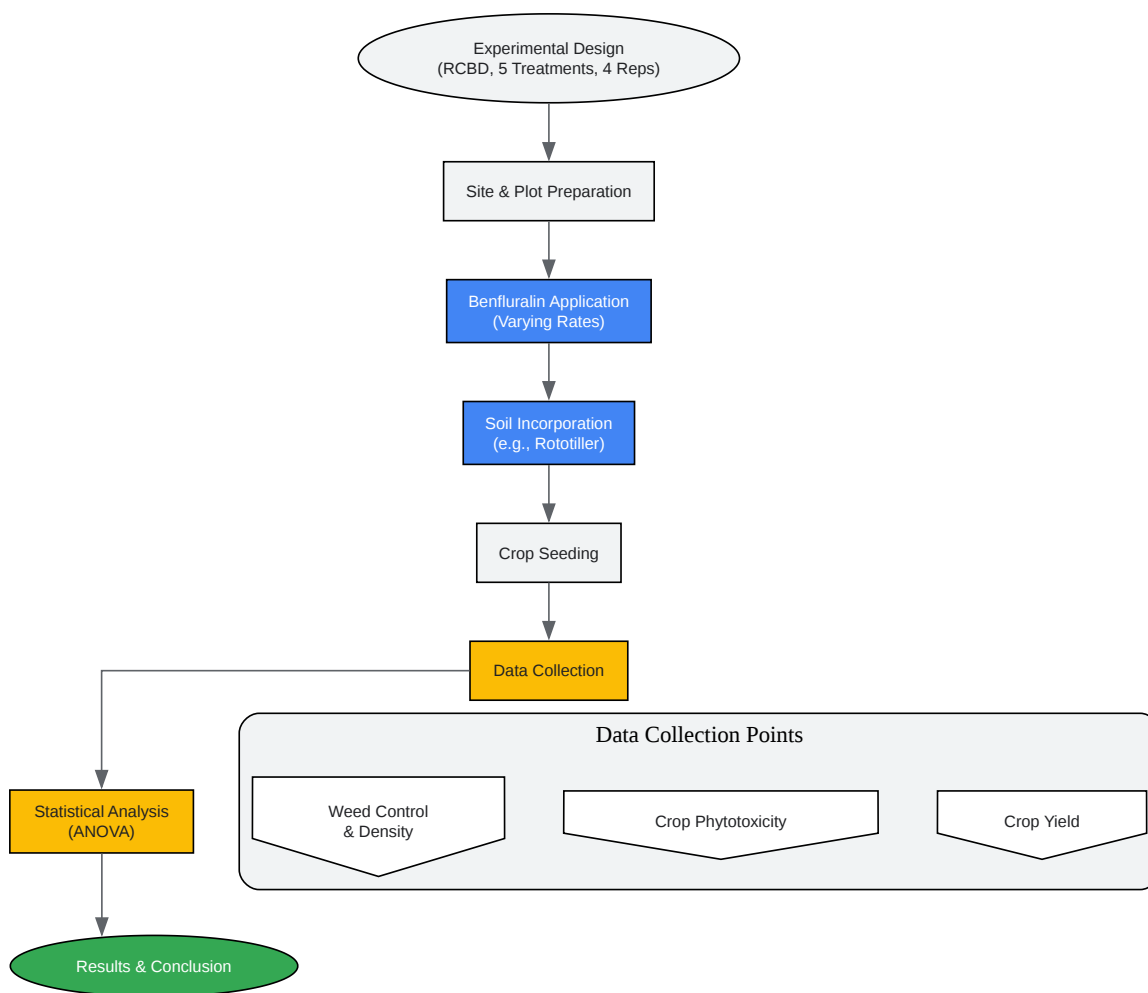 Experimental Design
(RCBD, 5 Treatments, 4 Reps)
Site & Plot Preparation
Benfluralin Application
(Varying Rates)
Soil Incorporation
(e.g., Rototiller)
Crop Seeding
Data Collection
Data Collection Points
Weed Control
& Density
Crop Phytotoxicity
Crop Yield
Statistical Analysis
(ANOVA)
Results & Conclusion